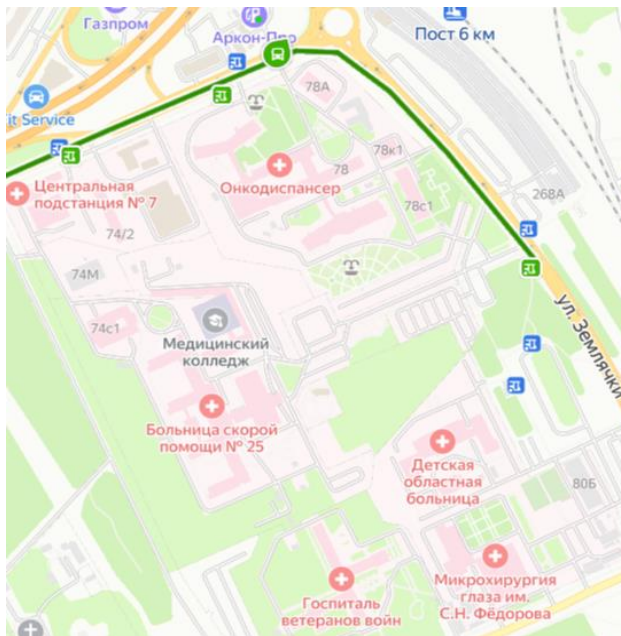 Газпром
Аркон-Про
Пост 6 км
it Service
78А
78к1
78
Онкодиспансер
Центральная
подстанция № 7
78с1
268А
74/2
74М
74с1
Медицинский
колледж
ул. Землячки
Больница скорой
помощи № 25
Детская
областная
больница
80Б
Микрохирургия
глаза им.
С.Н. Фёдорова
Госпиталь
ветеранов войн